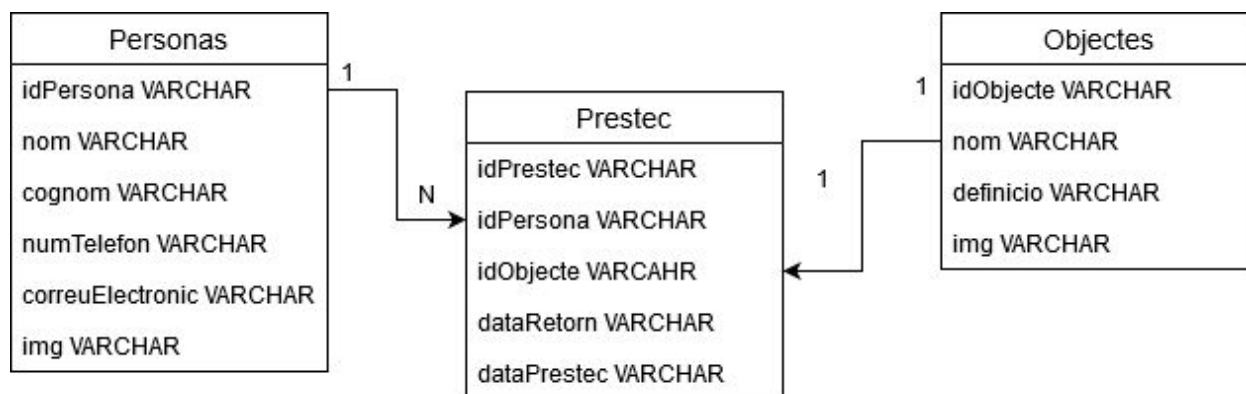 Personas
idPersona VARCHAR
nom VARCHAR
cognom VARCHAR
numTelefon VARCHAR
correuElectronic VARCHAR
img VARCHAR
1
N
Prestec
idPrestec VARCHAR
idPersona VARCHAR
idObjecte VARCAHR
dataRetorn VARCHAR
dataPrestec VARCHAR
1
1
Objectes
idObjecte VARCHAR
nom VARCHAR
definicio VARCHAR
img VARCHAR